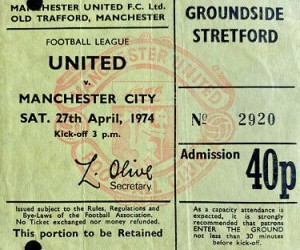 MANCHESTER UNITED F.C. Ltd.
OLD TRAFFORD, MANCHESTER
FOOTBALL LEAGUE
UNITED
v.
MANCHESTER CITY
SAT. 27th April, 1974
Kick-off 3 p.m.
L. Olive
Secretary
Issued subject to the Rules, Regulations and
Bye-Laws of the Football Association.
No Ticket exchanged nor money refunded.
This portion to be Retained
GROUNDSIDE
STRETFORD
No 2920
Admission
40p
As a capacity attendance is
expected, it is strongly
recommended that patrons
ENTER THE GROUND
not less than 30 minutes
before kick-off.
MANCHESTER UNITED